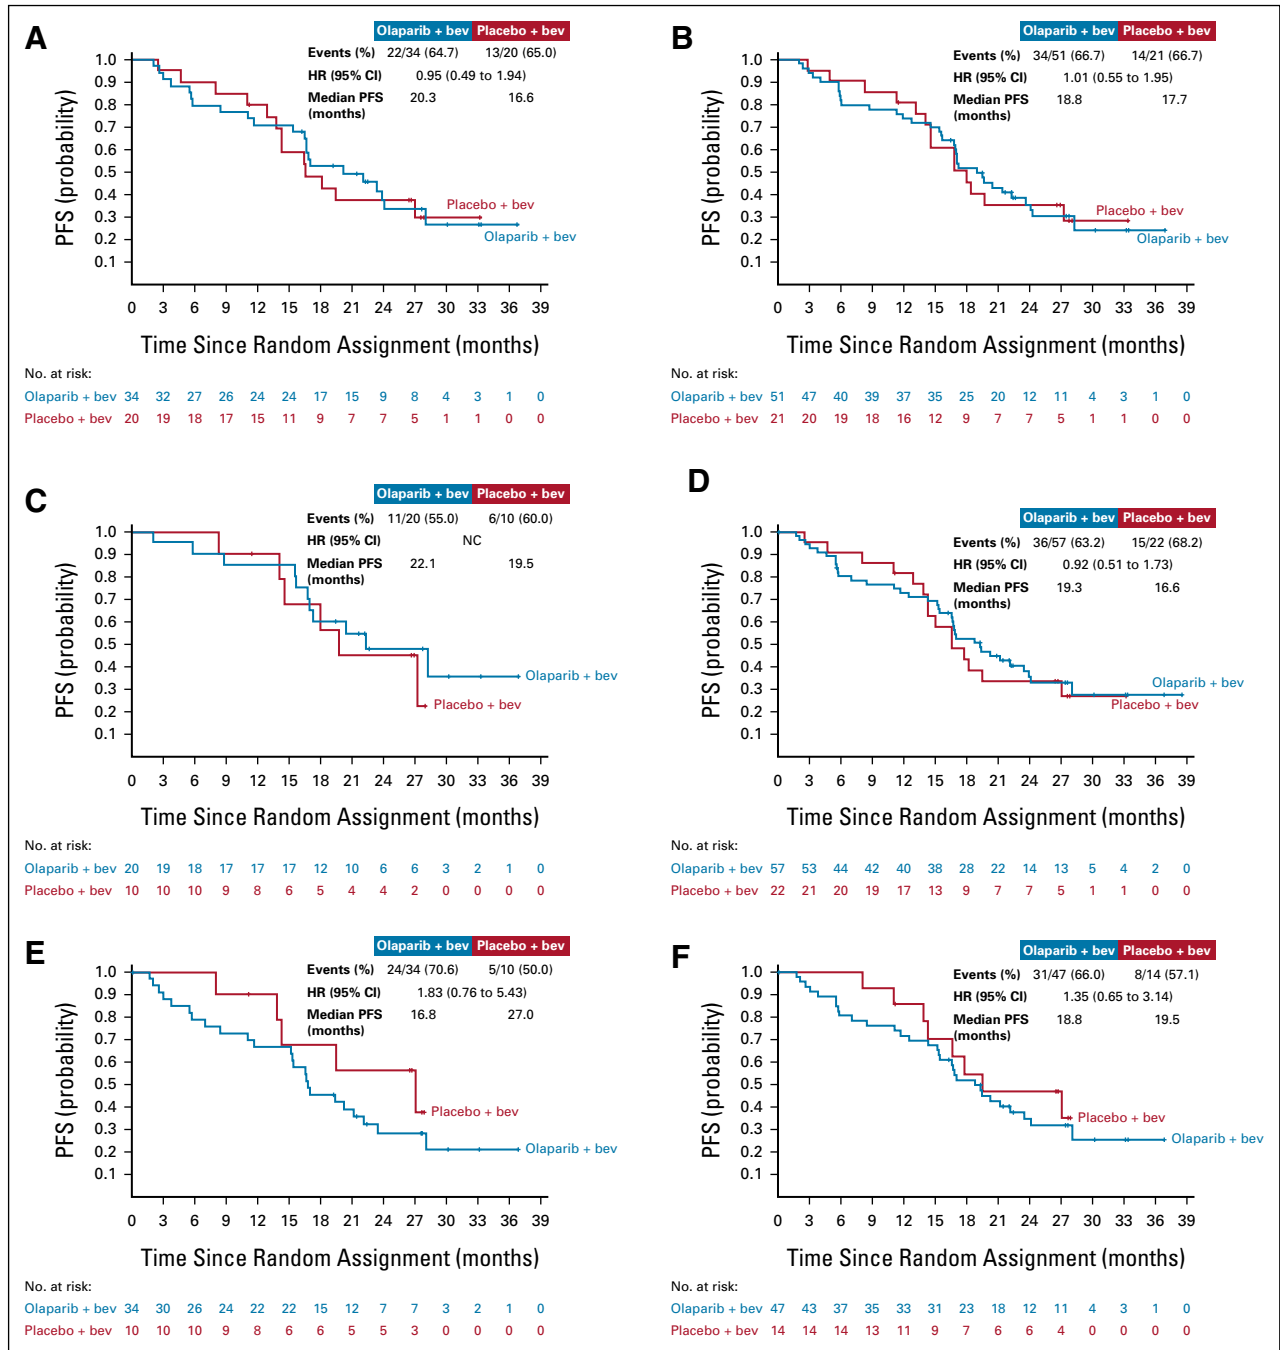 A
Olaparib + bev Placebo + bev
Events (%) 22/34 (64.7) 13/20 (65.0)
HR (95% CI) 0.95 (0.49 to 1.94)
Median PFS 20.3 16.6
(months)
PFS (probability)
1.0
0.9
0.8
0.7
0.6
0.5
0.4
0.3
0.2
0.1
Placebo + bev
Olaparib + bev
0 3 6 9 12 15 18 21 24 27 30 33 36 39
Time Since Random Assignment (months)
No. at risk:
Olaparib + bev 34 32 27 26 24 24 17 15 9 8 4 3 1 0
Placebo + bev 20 19 18 17 15 11 9 7 7 5 1 1 0 0
B
Olaparib + bev Placebo + bev
Events (%) 34/51 (66.7) 14/21 (66.7)
HR (95% CI) 1.01 (0.55 to 1.95)
Median PFS 18.8 17.7
(months)
PFS (probability)
1.0
0.9
0.8
0.7
0.6
0.5
0.4
0.3
0.2
0.1
Placebo + bev
Olaparib + bev
0 3 6 9 12 15 18 21 24 27 30 33 36 39
Time Since Random Assignment (months)
No. at risk:
Olaparib + bev 51 47 40 39 37 35 25 20 12 11 4 3 1 0
Placebo + bev 21 20 19 18 16 12 9 7 7 5 1 1 0 0
C
Olaparib + bev Placebo + bev
Events (%) 11/20 (55.0) 6/10 (60.0)
HR (95% CI) NC
Median PFS 22.1 19.5
(months)
PFS (probability)
1.0
0.9
0.8
0.7
0.6
0.5
0.4
0.3
0.2
0.1
Olaparib + bev
Placebo + bev
0 3 6 9 12 15 18 21 24 27 30 33 36 39
Time Since Random Assignment (months)
No. at risk:
Olaparib + bev 20 19 18 17 17 17 12 10 6 6 3 2 1 0
Placebo + bev 10 10 10 9 8 6 5 4 4 2 0 0 0 0
D
Olaparib + bev Placebo + bev
Events (%) 36/57 (63.2) 15/22 (68.2)
HR (95% CI) 0.92 (0.51 to 1.73)
Median PFS 19.3 16.6
(months)
PFS (probability)
1.0
0.9
0.8
0.7
0.6
0.5
0.4
0.3
0.2
0.1
Olaparib + bev
Placebo + bev
0 3 6 9 12 15 18 21 24 27 30 33 36 39
Time Since Random Assignment (months)
No. at risk:
Olaparib + bev 57 53 44 42 40 38 28 22 14 13 5 4 2 0
Placebo + bev 22 21 20 19 17 13 9 7 7 5 1 1 0 0
E
Olaparib + bev Placebo + bev
Events (%) 24/34 (70.6) 5/10 (50.0)
HR (95% CI) 1.83 (0.76 to 5.43)
Median PFS 16.8 27.0
(months)
PFS (probability)
1.0
0.9
0.8
0.7
0.6
0.5
0.4
0.3
0.2
0.1
Placebo + bev
Olaparib + bev
0 3 6 9 12 15 18 21 24 27 30 33 36 39
Time Since Random Assignment (months)
No. at risk:
Olaparib + bev 34 30 26 24 22 22 15 12 7 7 3 2 1 0
Placebo + bev 10 10 10 9 8 6 6 5 5 3 0 0 0 0
F
Olaparib + bev Placebo + bev
Events (%) 31/47 (66.0) 8/14 (57.1)
HR (95% CI) 1.35 (0.65 to 3.14)
Median PFS 18.8 19.5
(months)
PFS (probability)
1.0
0.9
0.8
0.7
0.6
0.5
0.4
0.3
0.2
0.1
Placebo + bev
Olaparib + bev
0 3 6 9 12 15 18 21 24 27 30 33 36 39
Time Since Random Assignment (months)
No. at risk:
Olaparib + bev 47 43 37 35 33 31 23 18 12 11 4 3 1 0
Placebo + bev 14 14 14 13 11 9 7 6 6 4 0 0 0 0